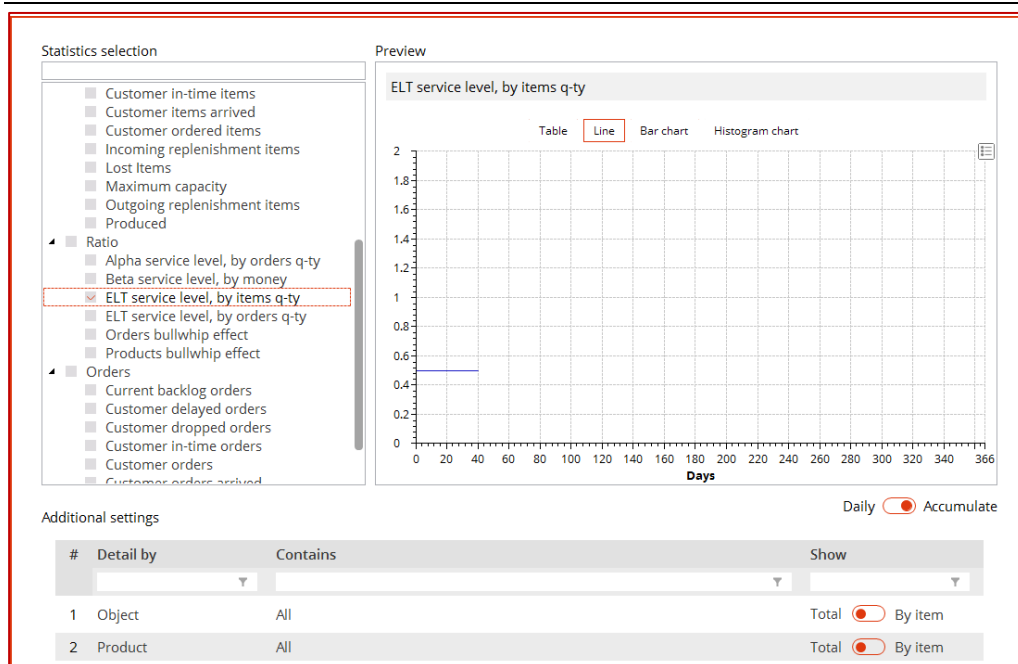 Statistics selection
Customer in-time items
Customer items arrived
Customer ordered items
Incoming replenishment items
Lost Items
Maximum capacity
Outgoing replenishment items
Produced
Ratio
Alpha service level, by orders q-ty
Beta service level, by money
ELT service level, by items q-ty
ELT service level, by orders q-ty
Orders bullwhip effect
Products bullwhip effect
Orders
Current backlog orders
Customer delayed orders
Customer dropped orders
Customer in-time orders
Customer orders
Customer orders arrived
Preview
ELT service level, by items q-ty
Table Line Bar chart Histogram chart
2
1.8
1.6
1.4
1.2
1
0.8
0.6
0.4
0.2
0
0 20 40 60 80 100 120 140 160 180 200 220 240 260 280 300 320 340 366
Days
Daily Accumulate
Additional settings
# Detail by Contains Show
1 Object All Total By item
2 Product All Total By item